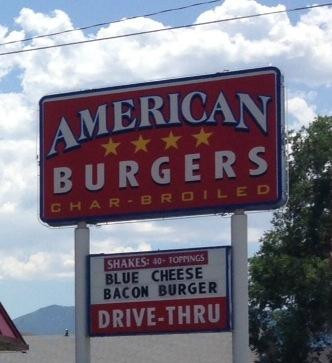 AMERICAN
BURGERS
CHAR-BROILED
SHAKES: 40+ TOPPINGS
BLUE CHEESE
BACON BURGER
DRIVE-THRU